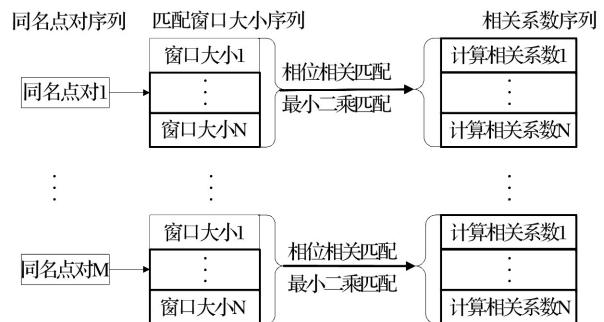 同名点对序列
匹配窗口大小序列
相关系数序列
窗口大小1
相位相关匹配
计算相关系数1
同名点对1
⋮
⋮
最小二乘匹配
窗口大小N
计算相关系数N
⋮
⋮
⋮
窗口大小1
相位相关匹配
计算相关系数1
同名点对M
⋮
⋮
最小二乘匹配
窗口大小N
计算相关系数N